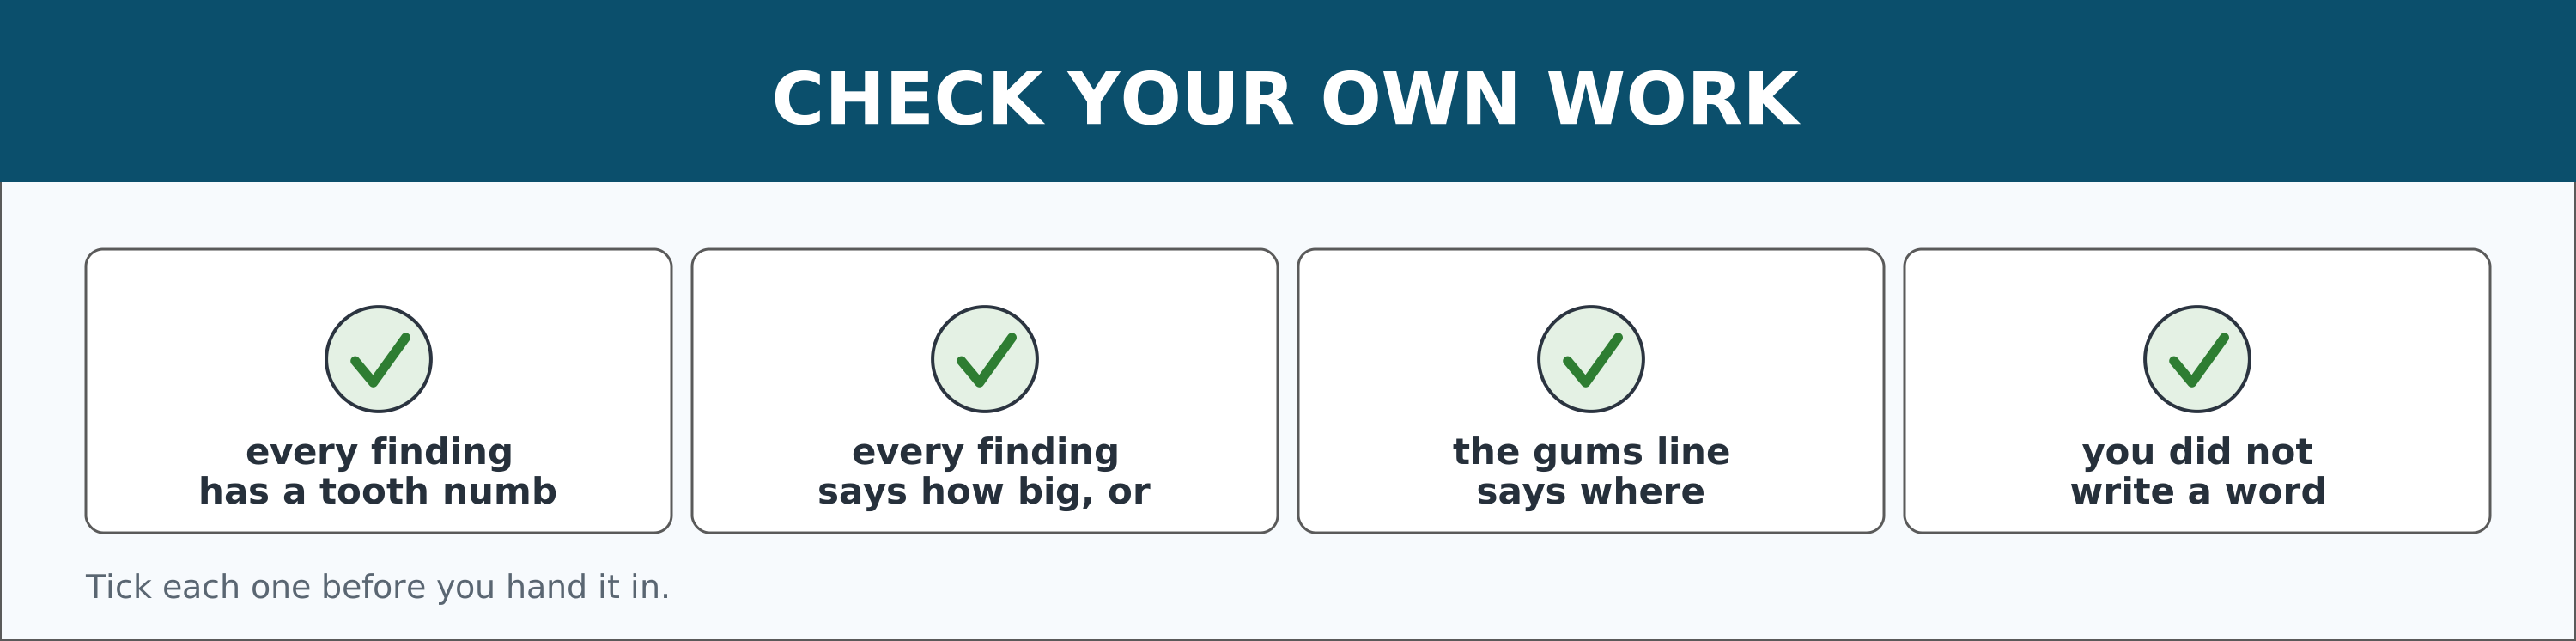 CHECK YOUR OWN WORK
every finding
has a tooth numb
every finding
says how big, or
the gums line
says where
you did not
write a word
Tick each one before you hand it in.